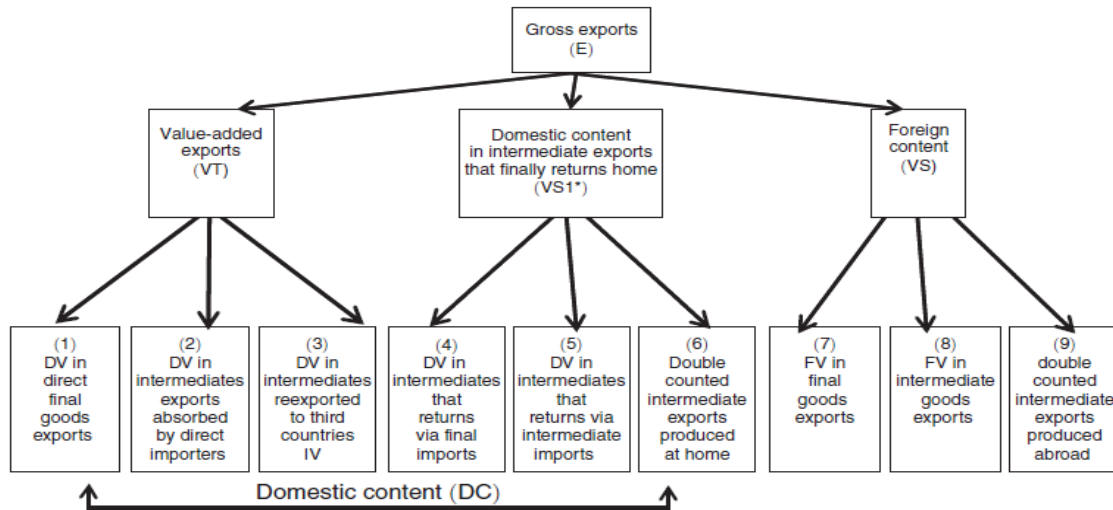 Gross exports
(E)
Value-added
exports
(VT)
Domestic content
in intermediate exports
that finally returns home
(VS1*)
Foreign
content
(VS)
(1)
DV in
direct
final
goods
exports
(2)
DV in
intermediates
exports
absorbed
by direct
importers
(3)
DV in
intermediates
reexported
to third
countries
IV
(4)
DV in
intermediates
that
returns
via final
imports
(5)
DV in
intermediates
that
returns via
intermediate
imports
(6)
Double
counted
intermediate
exports
produced
at home
(7)
FV in
final
goods
exports
(8)
FV in
intermediate
goods
exports
(9)
double
counted
intermediate
exports
produced
abroad
Domestic content (DC)